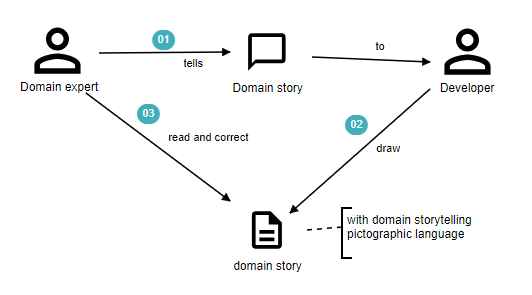 01
tells
to
Domain expert
Domain story
Developer
03
02
read and correct
draw
with domain storytelling
pictographic language
domain story